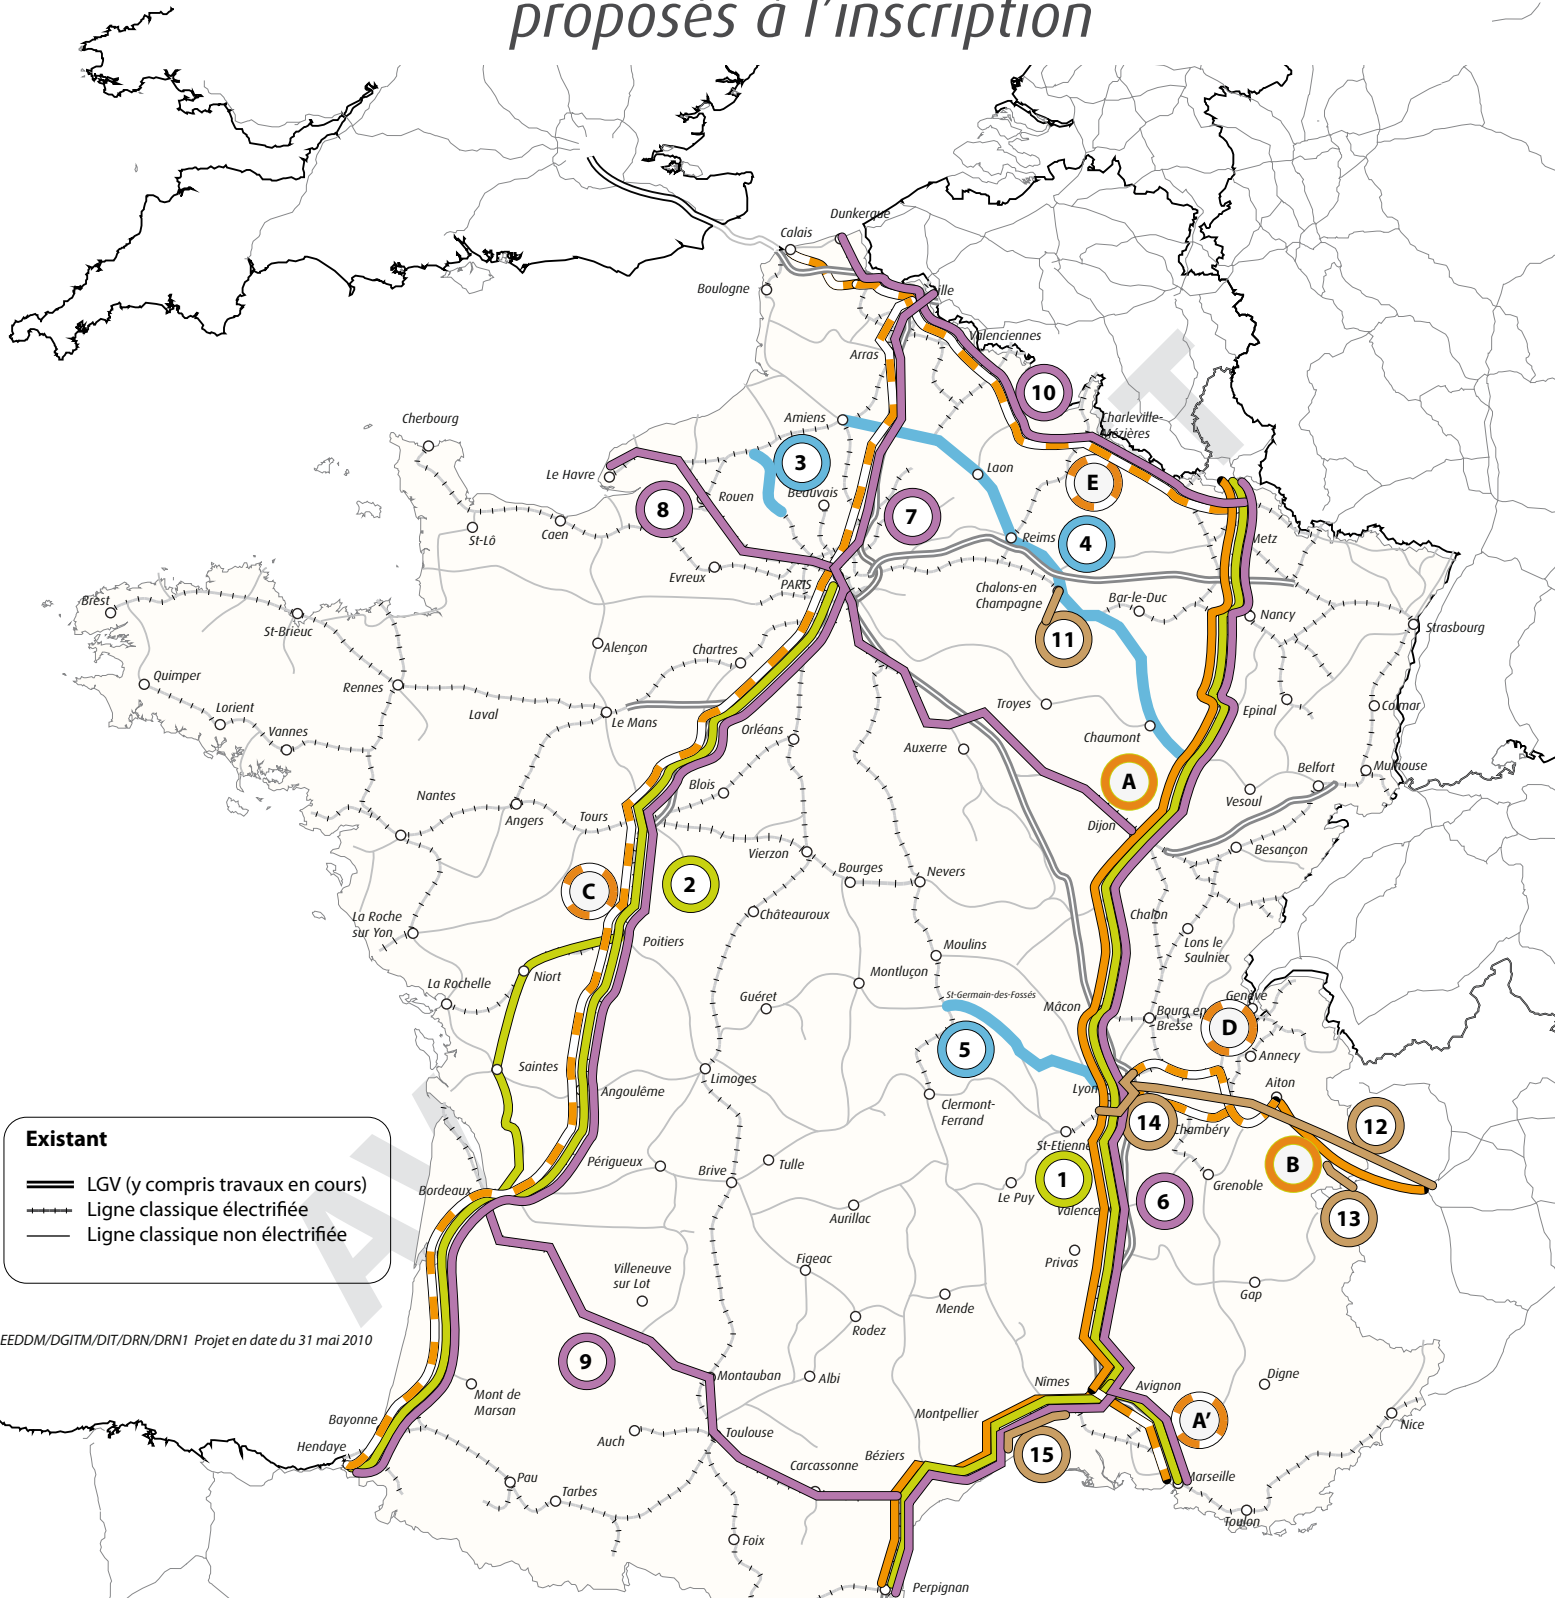 proposés à l'inscription
Dunkerque
Calais
Boulogne
ille
Valenciennes
Arras
10
Cherbourg
Amiens
Charleville-
Mézières
3
Le Havre
Laon
E
Rouen
Beauvais
8
7
St-Lô
Caen
Reims
4
Metz
Evreux
PARIS
Chalons-en
Champagne
Bar-le-Duc
Brest
St-Brieuc
Nancy
Strasbourg
11
Alençon
Chartres
Quimper
Rennes
Lorient
Laval
Le Mans
Troyes
Epinal
Colmar
Vannes
Orléans
Auxerre
Chaumont
A
Belfort
Mulhouse
Blois
Vesoul
Nantes
Angers
Tours
Dijon
Vierzon
Besançon
Bourges
Nevers
C
2
La Roche
sur Yon
Châteauroux
Chalon
Poitiers
Moulins
Lons le
Saulnier
Niort
Montluçon
La Rochelle
Guéret
St-Germain-des-Fossés
Mâcon
Genève
Bourg en
Bresse
D
5
Annecy
Saintes
Limoges
Lyon
Aiton
Angoulême
Clermont-
Ferrand
14
Chambéry
12
St-Etienne
Existant
LGV (y compris travaux en cours)
Ligne classique électrifiée
Ligne classique non électrifiée
Périgueux
Brive
Tulle
B
1
Le Puy
Valence
6
Grenoble
Bordeaux
Aurillac
13
Privas
Figeac
Villeneuve
sur Lot
Gap
Mende
Rodez
EEDDM/DGITM/DIT/DRN/DRN1 Projet en date du 31 mai 2010
9
Montauban
Albi
Digne
Mont de
Marsan
Nîmes
Avignon
Bayonne
Montpellier
A'
Nice
Hendaye
Auch
Toulouse
Béziers
15
Carcassonne
Pau
Marseille
Tarbes
Toulon
Foix
Perpignan